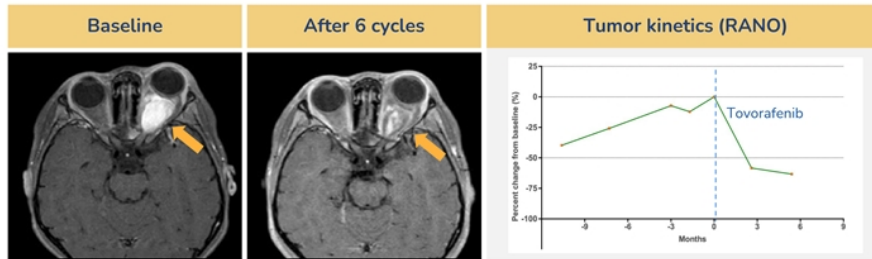 Baseline
After 6 cycles
Tumor kinetics (RANO)
Percent change from baseline (%)
25
0
-25
-50
-75
-100
Tovorafenib
-9
-6
-3
0
3
6
9
Months